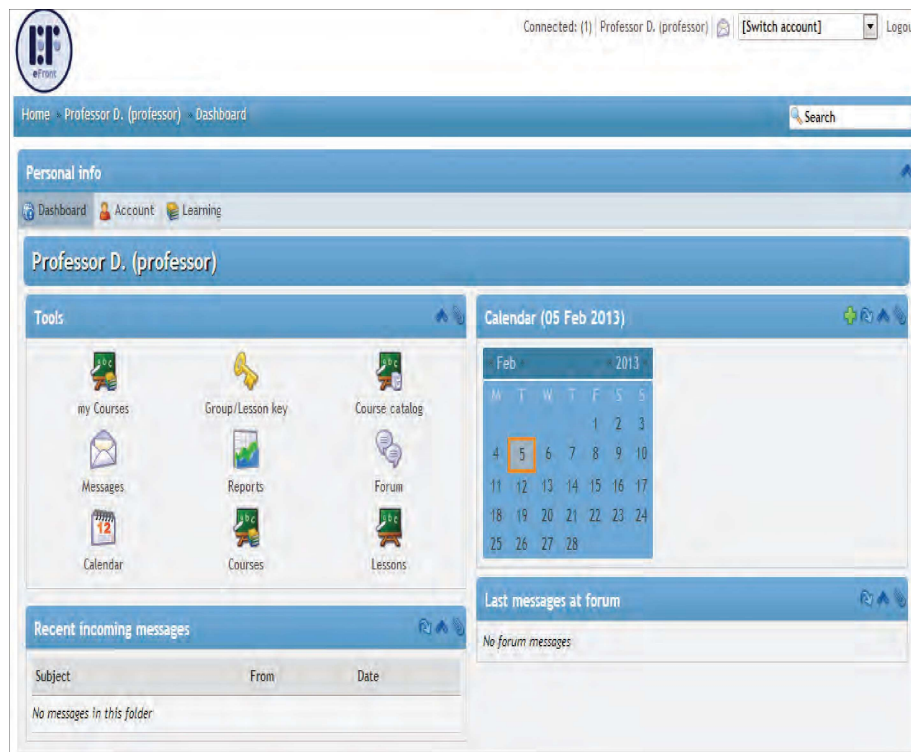 Connected: (1) Professor D. (professor) [Switch account] Logou
eFront
Home » Professor D. (professor) » Dashboard Search
Personal info
Dashboard Account Learning
Professor D. (professor)
Tools
my Courses Group/Lesson key Course catalog
Messages Reports Forum
12
Calendar Courses Lessons
Calendar (05 Feb 2013)
Feb 2013
M T W T F S S
1 2 3
4 5 6 7 8 9 10
11 12 13 14 15 16 17
18 19 20 21 22 23 24
25 26 27 28
Recent incoming messages
Subject From Date
No messages in this folder
Last messages at forum
No forum messages